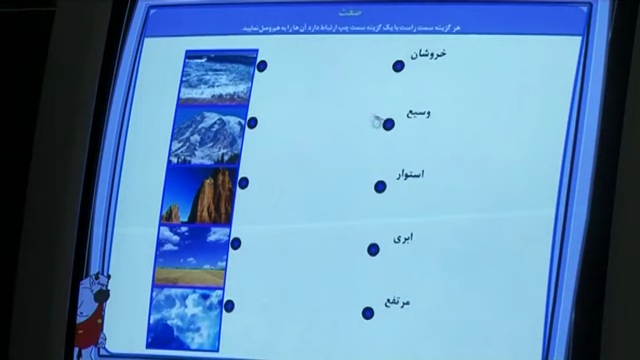 صفت
هر گزینه سمت راست با یک گزینه سمت چپ ارتباط دارد. آن ها را به هم وصل نمایید.
خروشان
وسیع
استوار
ابری
مرتفع